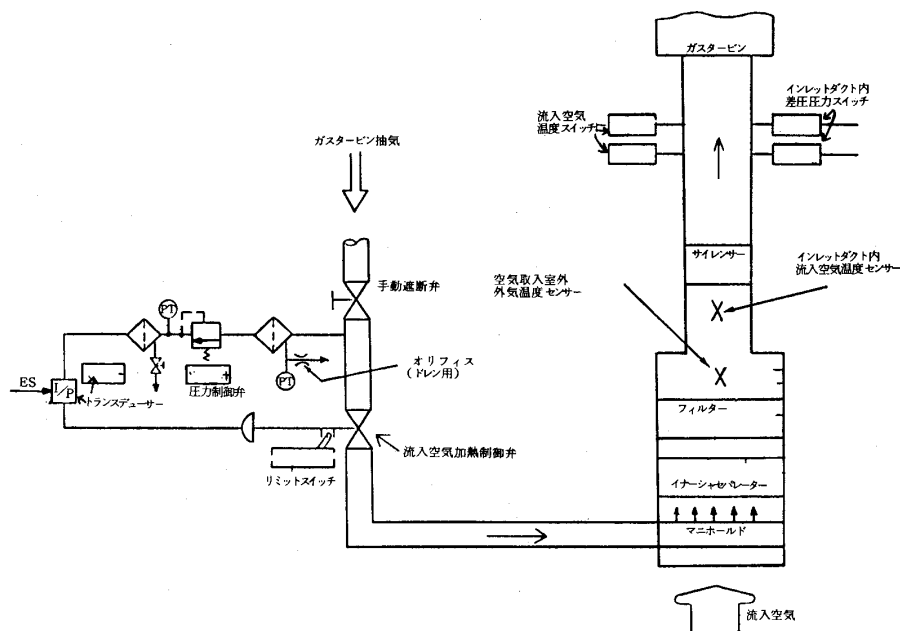 ガスタービン
流入空気
温度スイッチ
インレットダクト内
差圧圧力スイッチ
ガスタービン抽気
サイレンサー
インレットダクト内
流入空気温度センサー
空気取入室外
外気温度センサー
手動遮断弁
PT
オリフィス
(ドレン用)
PT
圧力制御弁
ES
I/P
トランスデューサー
フィルター
流入空気加熱制御弁
リミットスイッチ
イナーシャセパレーター
マニホールド
流入空気